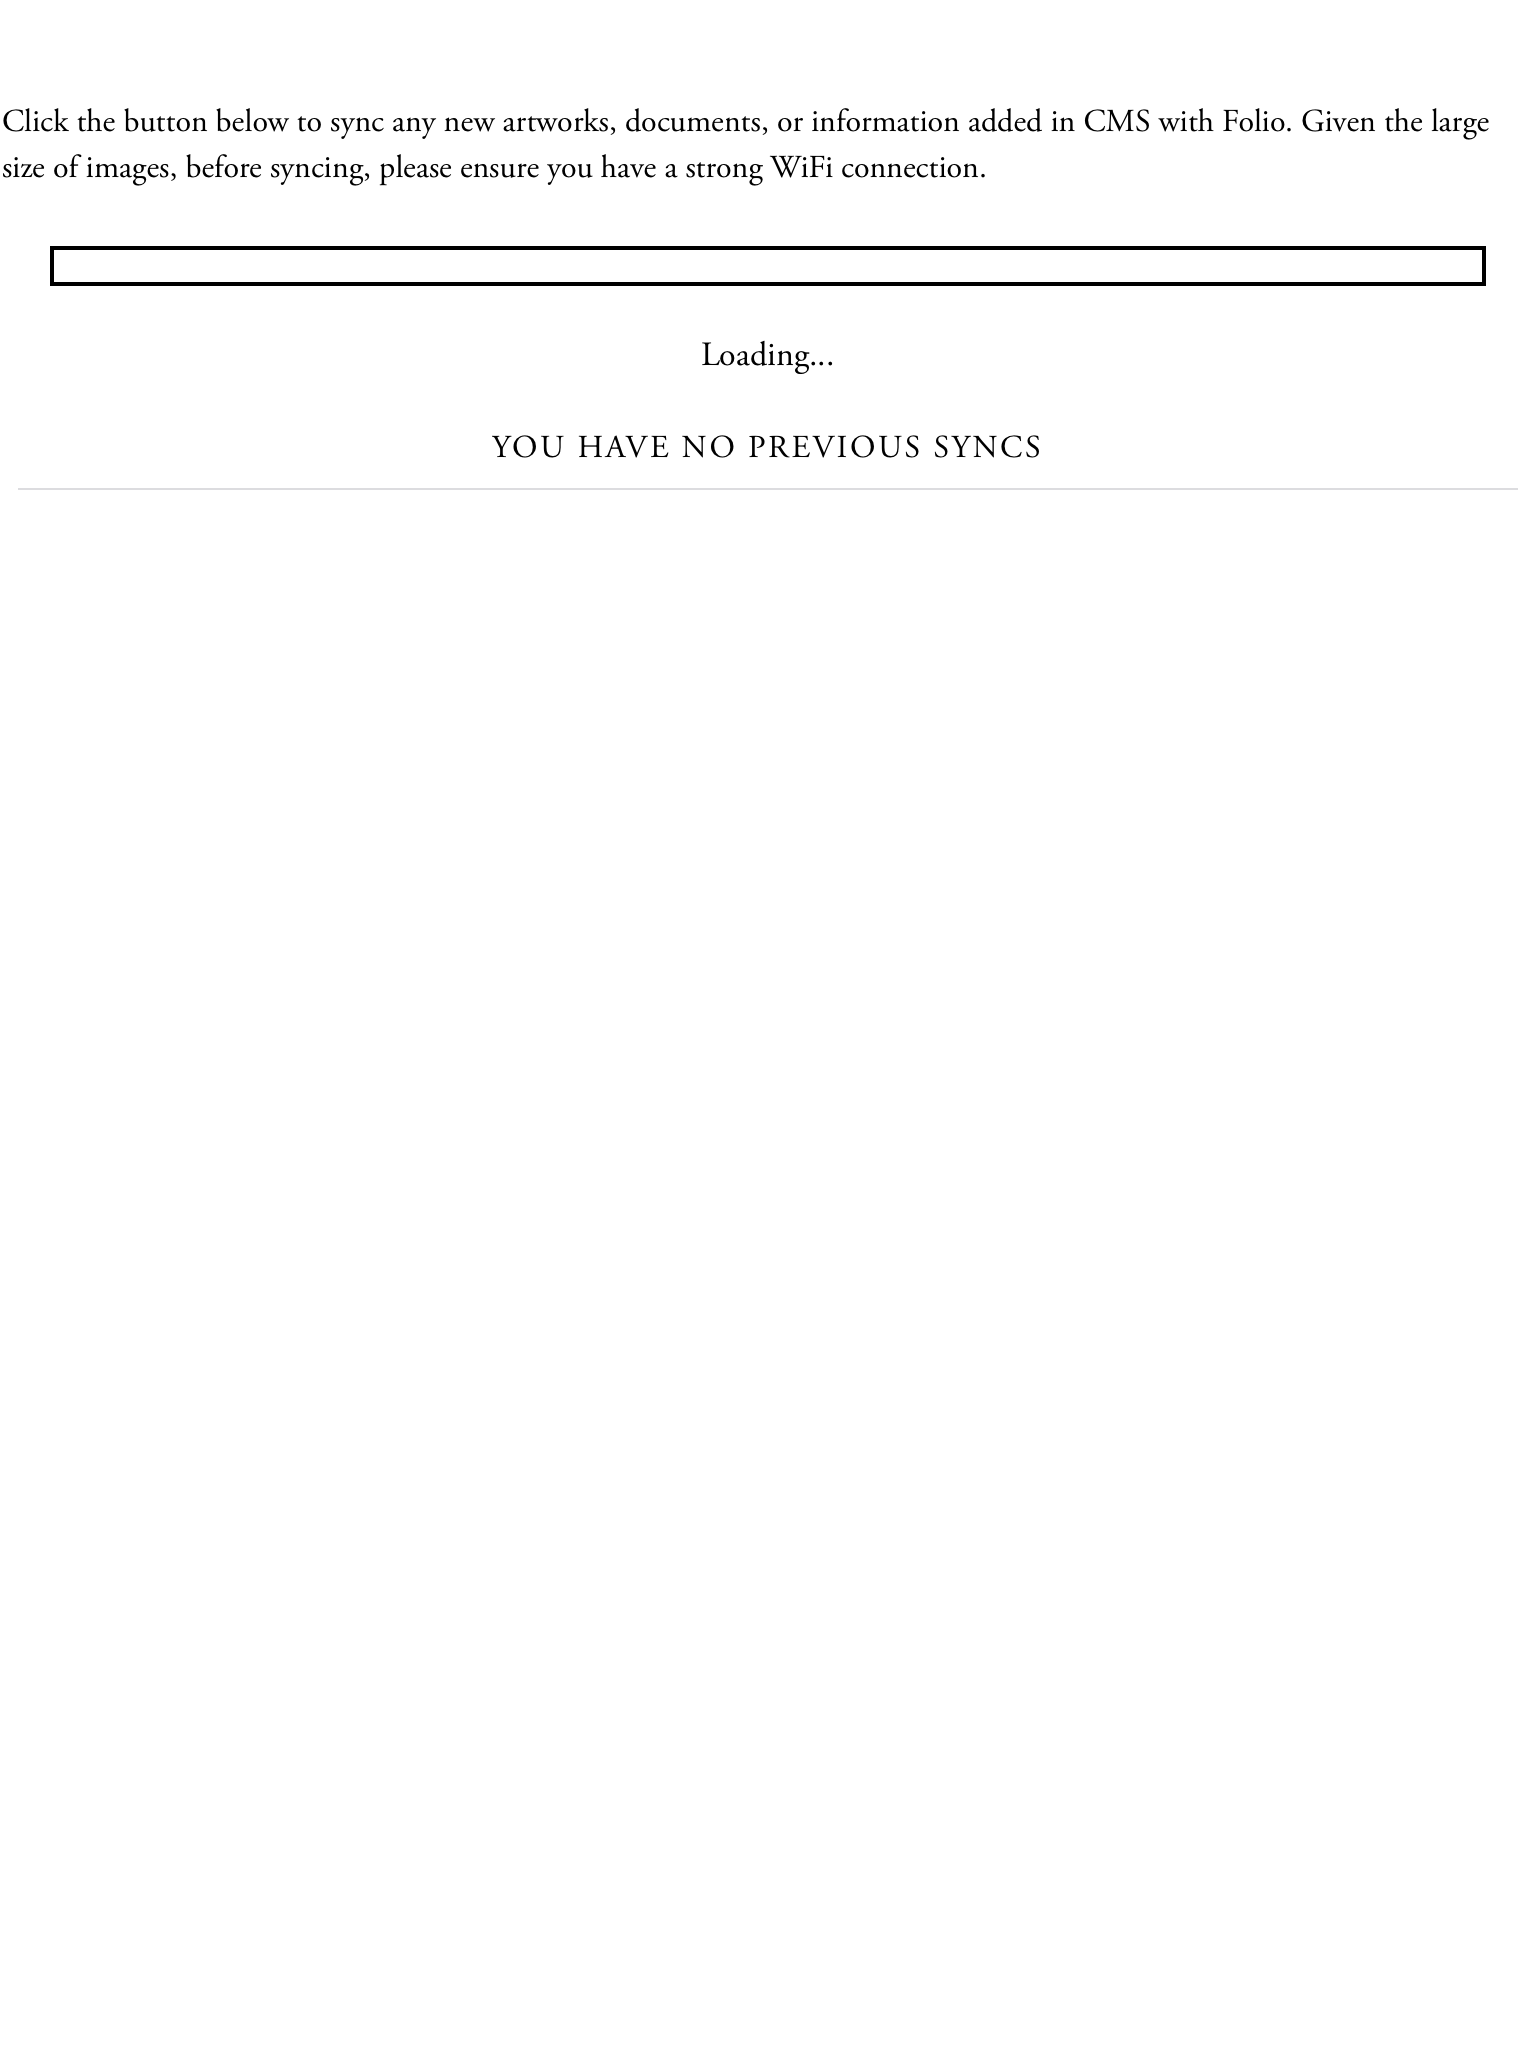 Click the button below to sync any new artworks, documents, or information added in CMS with Folio. Given the large
size of images, before syncing, please ensure you have a strong WiFi connection.
Loading...
YOU HAVE NO PREVIOUS SYNCS